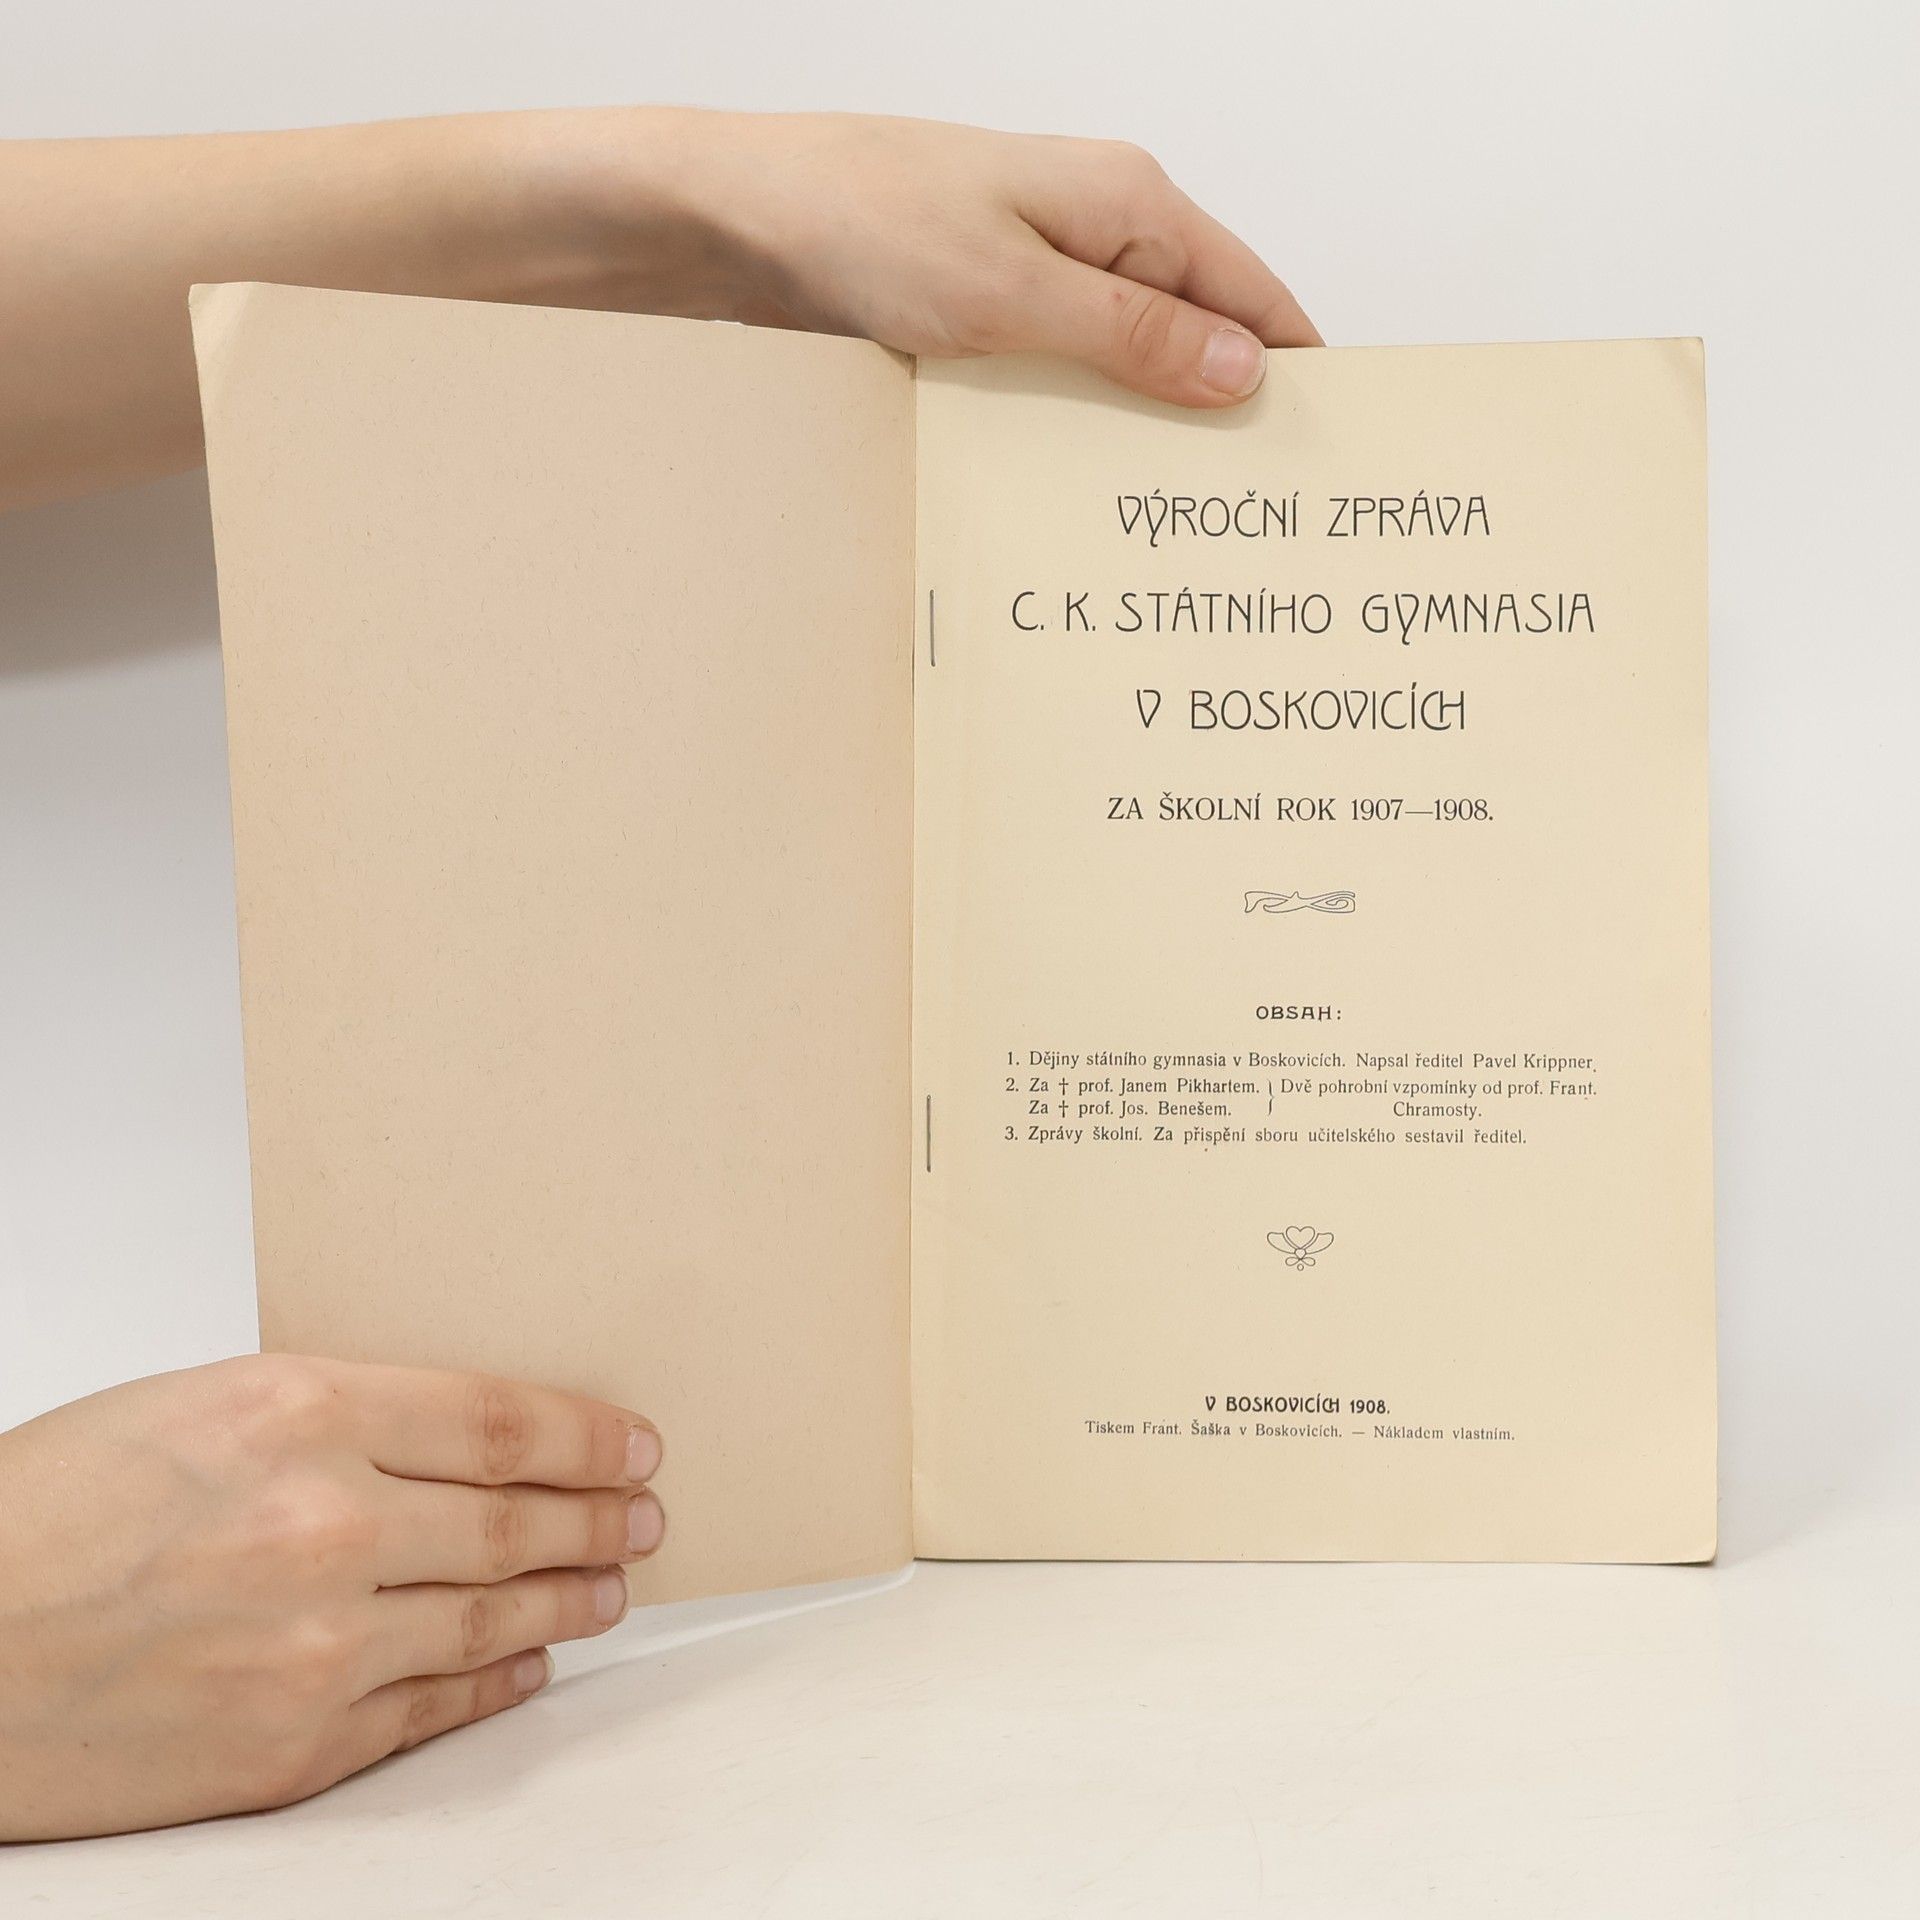 VÝROČNÍ ZPRÁVA
C. K. STÁTNÍHO GYMNASIA
V BOSKOVICÍCH
ZA ŠKOLNÍ ROK 1907—1908.
OBSAH:
1. Dějiny státního gymnasia v Boskovicích. Napsal ředitel Pavel Krippner.
2. Za † prof. Janem Pikhartem. } Dvě pohrobní vzpomínky od prof. Frant.
Za † prof. Jos. Benešem. Chramosty.
3. Zprávy školní. Za přispění sboru učitelského sestavil ředitel.
V BOSKOVICÍCH 1908.
Tiskem Frant. Šaška v Boskovicích. — Nákladem vlastním.